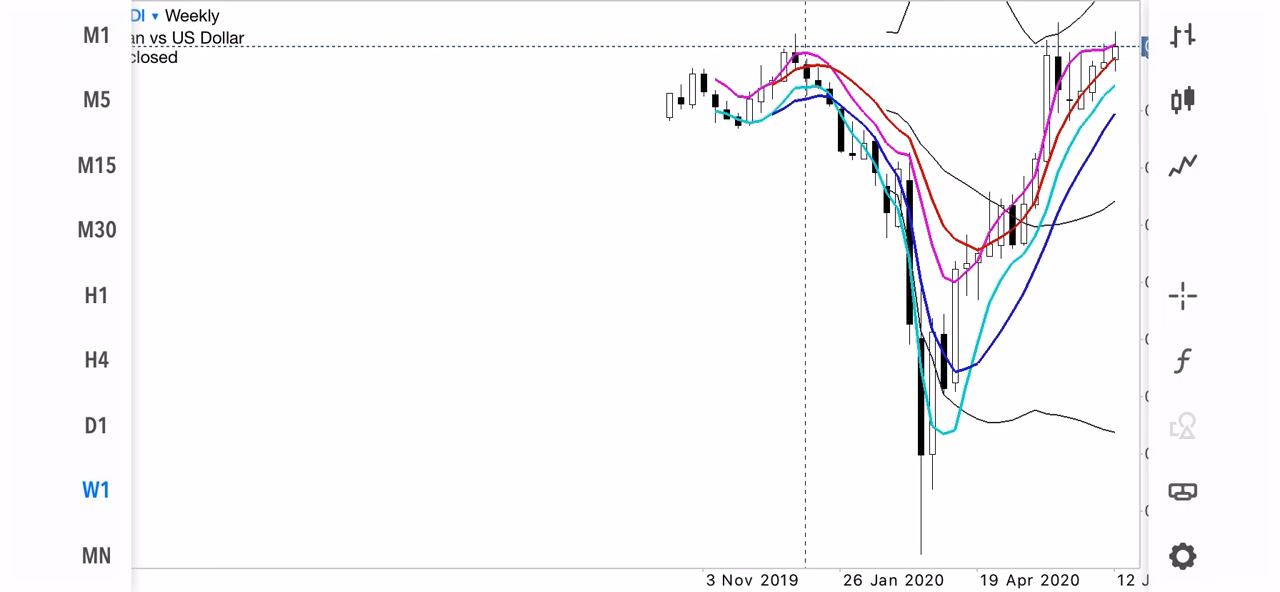 DI ▾ Weekly
an vs US Dollar
closed
M1
M5
M15
M30
H1
H4
D1
W1
MN
3 Nov 2019
26 Jan 2020
19 Apr 2020
12 J